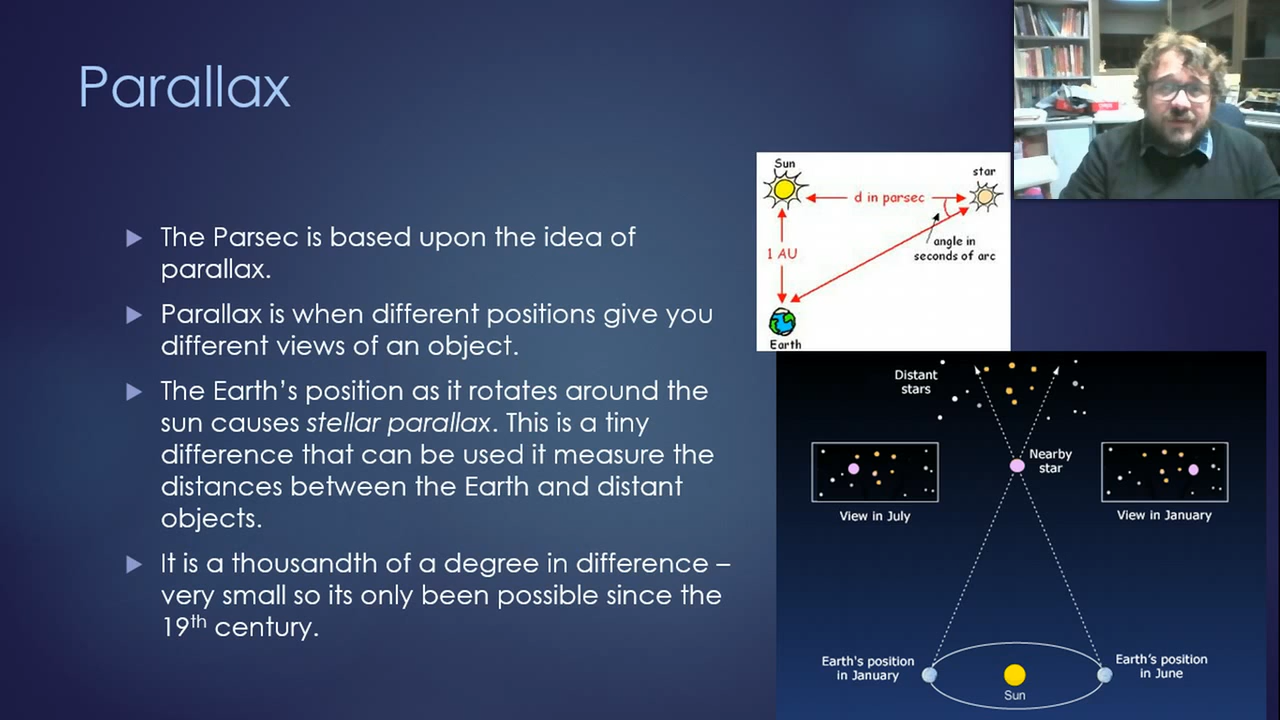 Parallax
The Parsec is based upon the idea of
parallax.
Parallax is when different positions give you
different views of an object.
The Earth's position as it rotates around the
sun causes stellar parallax. This is a tiny
difference that can be used it measure the
distances between the Earth and distant
objects.
It is a thousandth of a degree in difference –
very small so its only been possible since the
19th century.
Sun
star
d in parsec
1 AU
angle in
seconds of arc
Earth
Distant
stars
Nearby
star
View in July
View in January
Earth's position
in January
Earth's position
in June
Sun